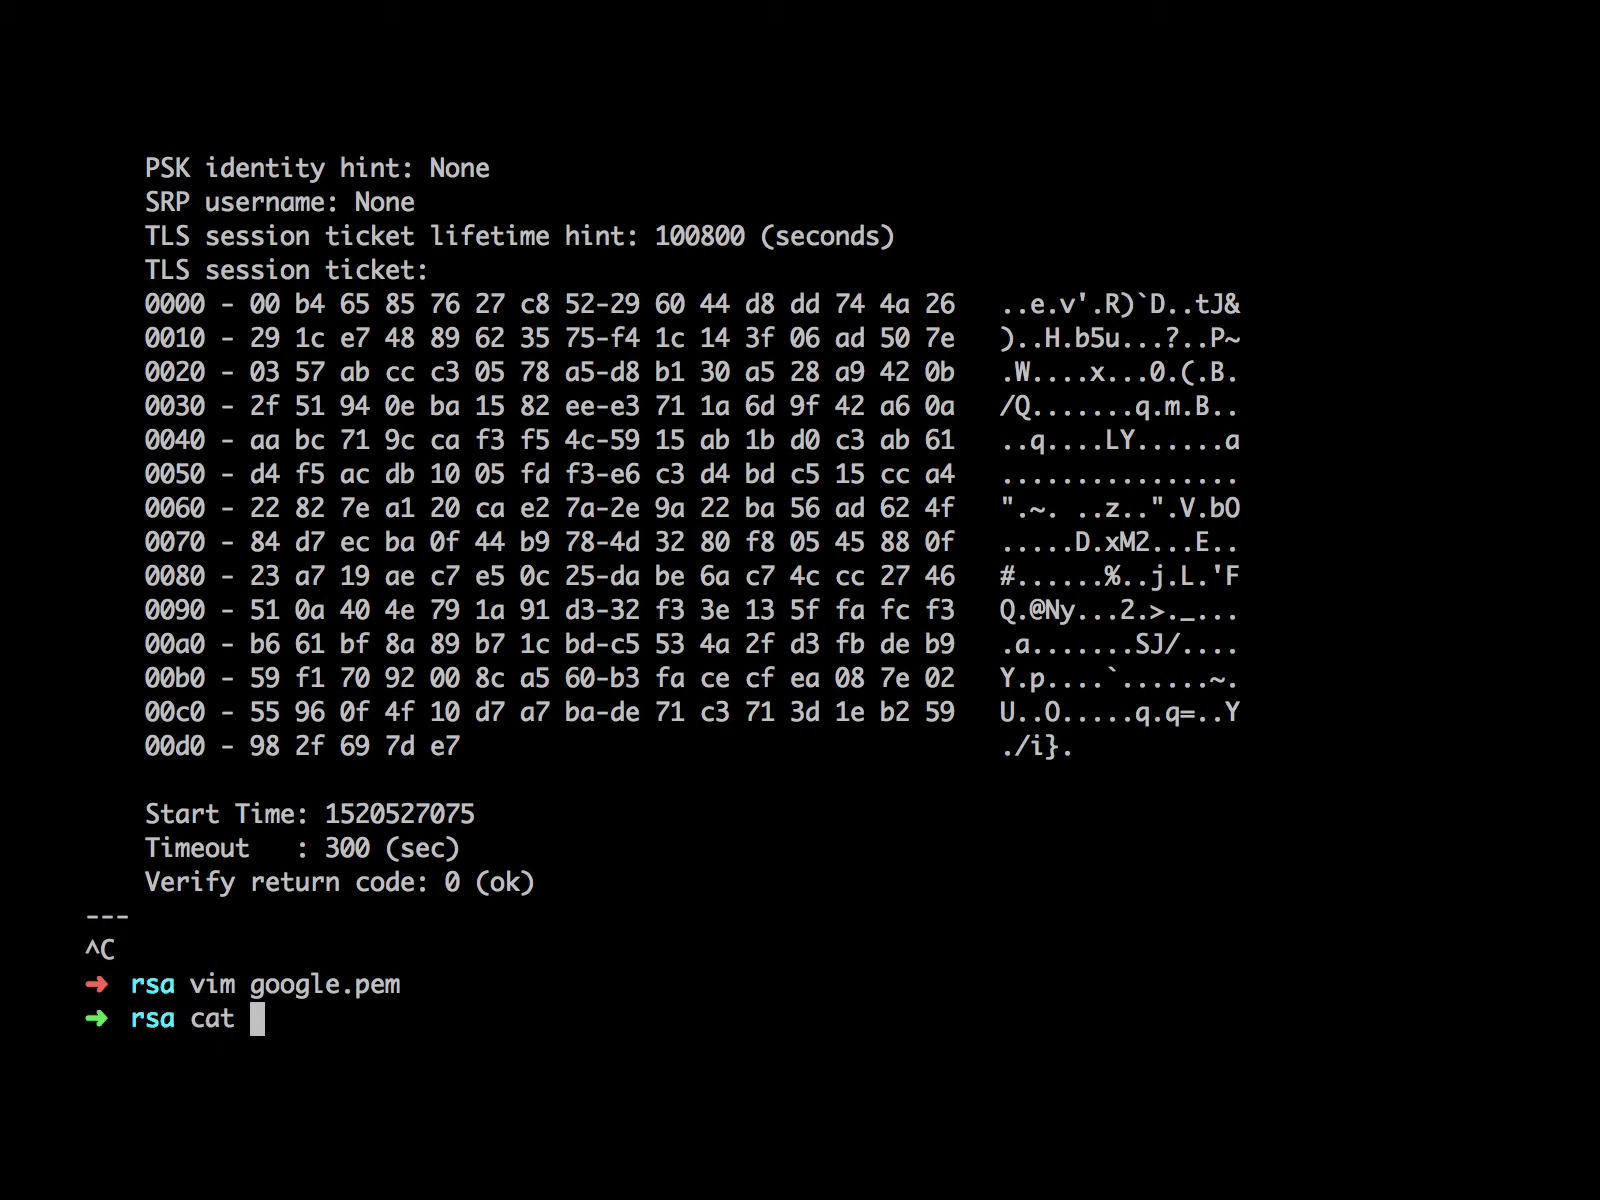 PSK identity hint: None
SRP username: None
TLS session ticket lifetime hint: 100800 (seconds)
TLS session ticket:
0000 - 00 b4 65 85 76 27 c8 52-29 60 44 d8 dd 74 4a 26   ..e.v'.R)`D..tJ&
0010 - 29 1c e7 48 89 62 35 75-f4 1c 14 3f 06 ad 50 7e   )..H.b5u...?..P~
0020 - 03 57 ab cc c3 05 78 a5-d8 b1 30 a5 28 a9 42 0b   .W....x...0.(.B.
0030 - 2f 51 94 0e ba 15 82 ee-e3 71 1a 6d 9f 42 a6 0a   /Q.......q.m.B..
0040 - aa bc 71 9c ca f3 f5 4c-59 15 ab 1b d0 c3 ab 61   ..q....LY......a
0050 - d4 f5 ac db 10 05 fd f3-e6 c3 d4 bd c5 15 cc a4   ................
0060 - 22 82 7e a1 20 ca e2 7a-2e 9a 22 ba 56 ad 62 4f   ".~. ..z..".V.bO
0070 - 84 d7 ec ba 0f 44 b9 78-4d 32 80 f8 05 45 88 0f   .....D.xM2...E..
0080 - 23 a7 19 ae c7 e5 0c 25-da be 6a c7 4c cc 27 46   #......%..j.L.'F
0090 - 51 0a 40 4e 79 1a 91 d3-32 f3 3e 13 5f fa fc f3   Q.@Ny...2.>._...
00a0 - b6 61 bf 8a 89 b7 1c bd-c5 53 4a 2f d3 fb de b9   .a.......SJ/....
00b0 - 59 f1 70 92 00 8c a5 60-b3 fa ce cf ea 08 7e 02   Y.p....`......~.
00c0 - 55 96 0f 4f 10 d7 a7 ba-de 71 c3 71 3d 1e b2 59   U..O.....q.q=..Y
00d0 - 98 2f 69 7d e7   ./i}.
Start Time: 1520527075
Timeout   : 300 (sec)
Verify return code: 0 (ok)
---
^C
➜ rsa vim google.pem
➜ rsa cat